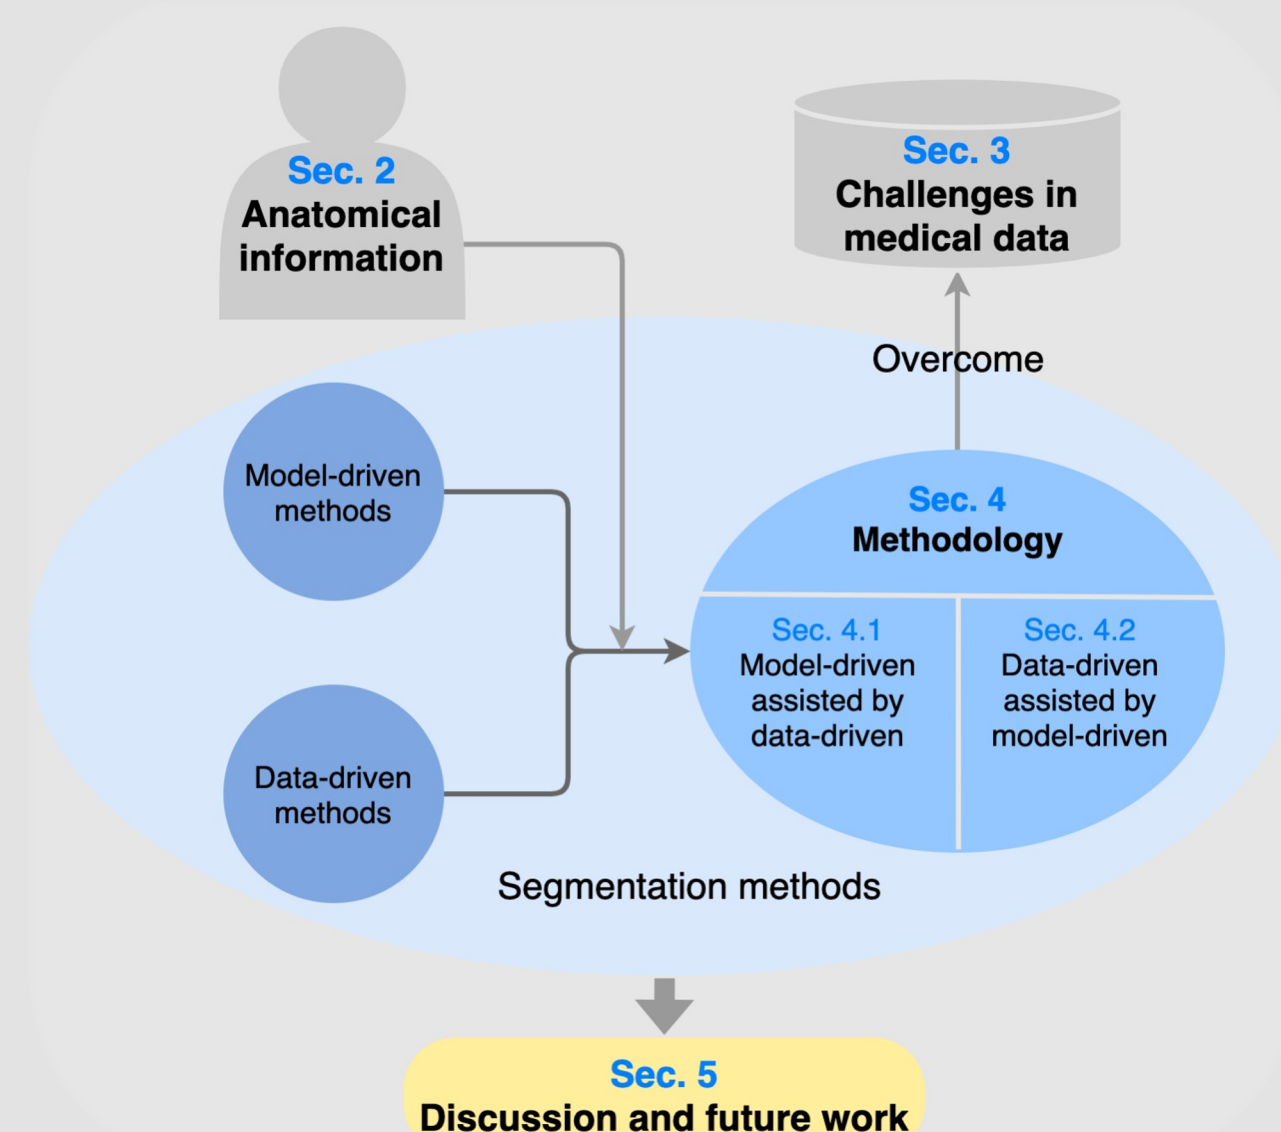 Sec. 2
Anatomical
information
Sec. 3
Challenges in
medical data
Overcome
Model-driven
methods
Data-driven
methods
Sec. 4
Methodology
Sec. 4.1
Model-driven
assisted by
data-driven
Sec. 4.2
Data-driven
assisted by
model-driven
Segmentation methods
Sec. 5
Discussion and future work